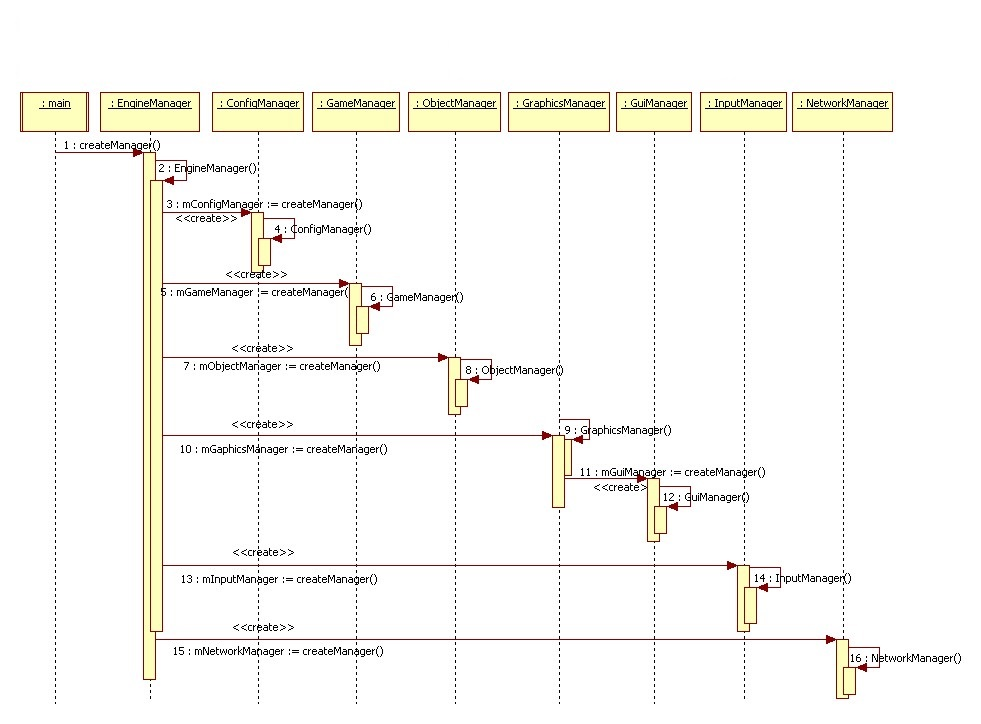 : main
: EngineManager
: ConfigManager
: GameManager
: ObjectManager
: GraphicsManager
: GuiManager
: InputManager
: NetworkManager
1 : createManager()
2 : EngineManager()
3 : mConfigManager := createManager()
<<create>>
4 : ConfigManager()
<<create>>
5 : mGameManager := createManager(
6 : GameManager()
<<create>>
7 : mObjectManager := createManager()
8 : ObjectManager()
<<create>>
9 : GraphicsManager()
10 : mGaphicsManager := createManager()
11 : mGuiManager := createManager()
<<create>
12 : GuiManager()
<<create>>
13 : mInputManager := createManager()
14 : InputManager()
<<create>>
15 : mNetworkManager := createManager()
16 : NetworkManager()